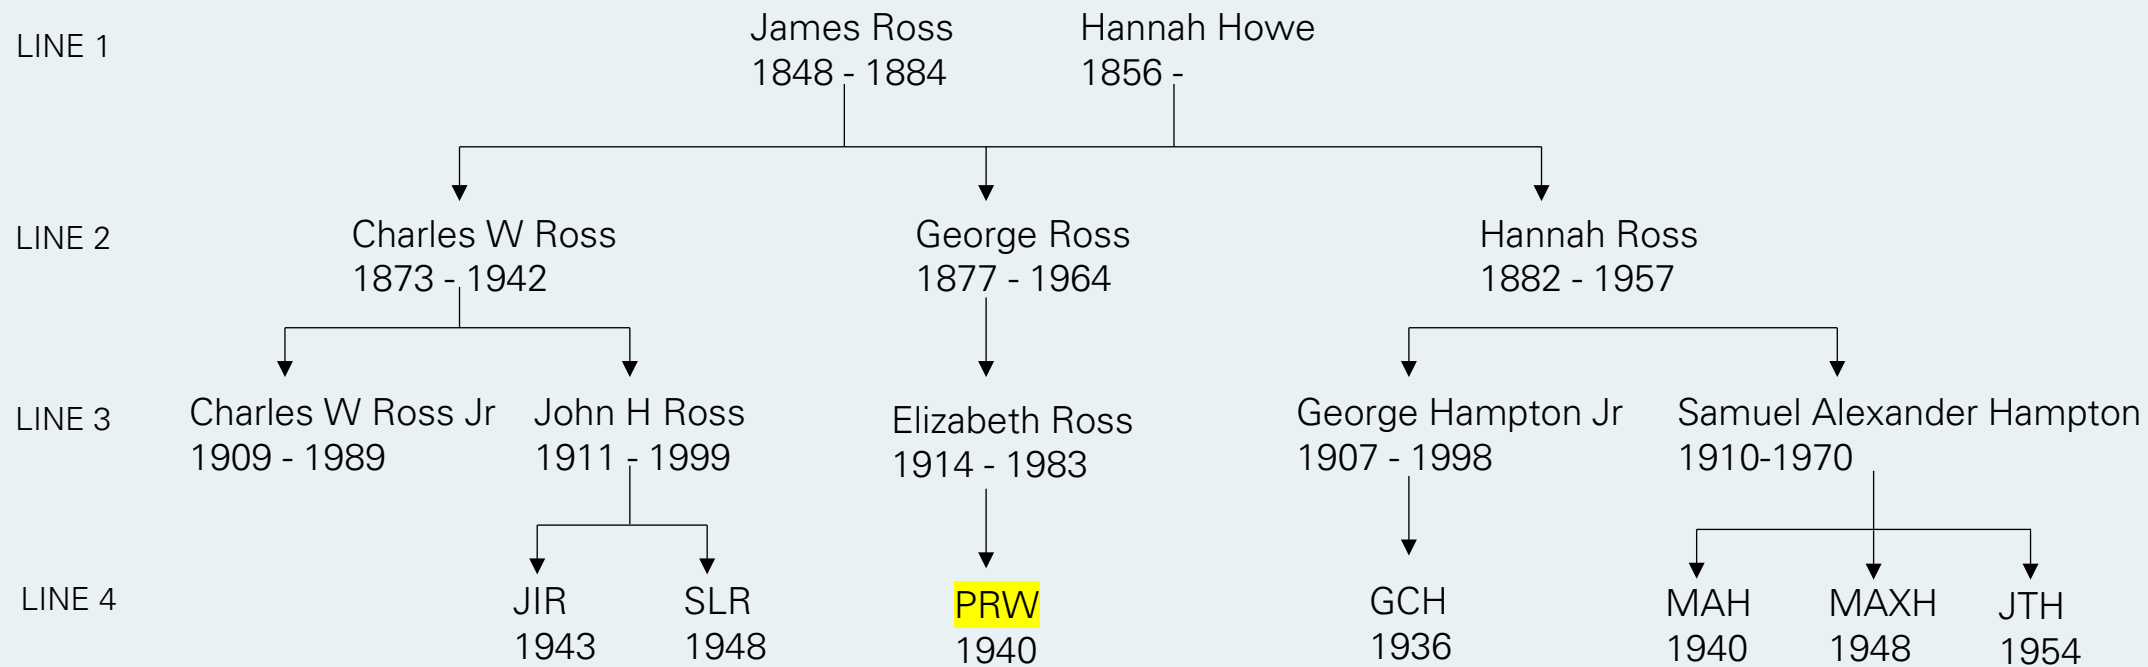 LINE 1
James Ross
1848 - 1884
Hannah Howe
1856 -
LINE 2
Charles W Ross
1873 - 1942
George Ross
1877 - 1964
Hannah Ross
1882 - 1957
LINE 3
Charles W Ross Jr
1909 - 1989
John H Ross
1911 - 1999
Elizabeth Ross
1914 - 1983
George Hampton Jr
1907 - 1998
Samuel Alexander Hampton
1910-1970
LINE 4
JIR
1943
SLR
1948
PRW
1940
GCH
1936
MAH
1940
MAXH
1948
JTH
1954